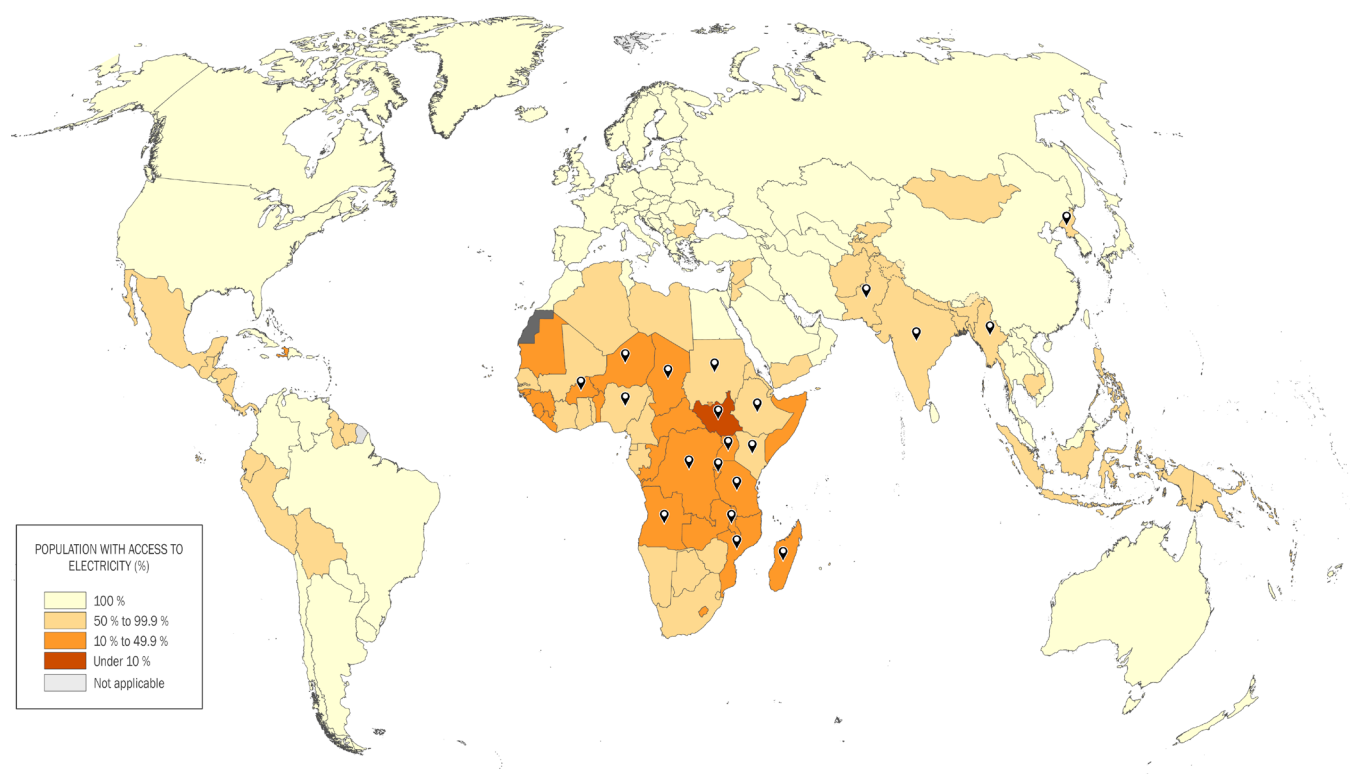 POPULATION WITH ACCESS TO
ELECTRICITY (%)
100 %
50 % to 99.9 %
10 % to 49.9 %
Under 10 %
Not applicable